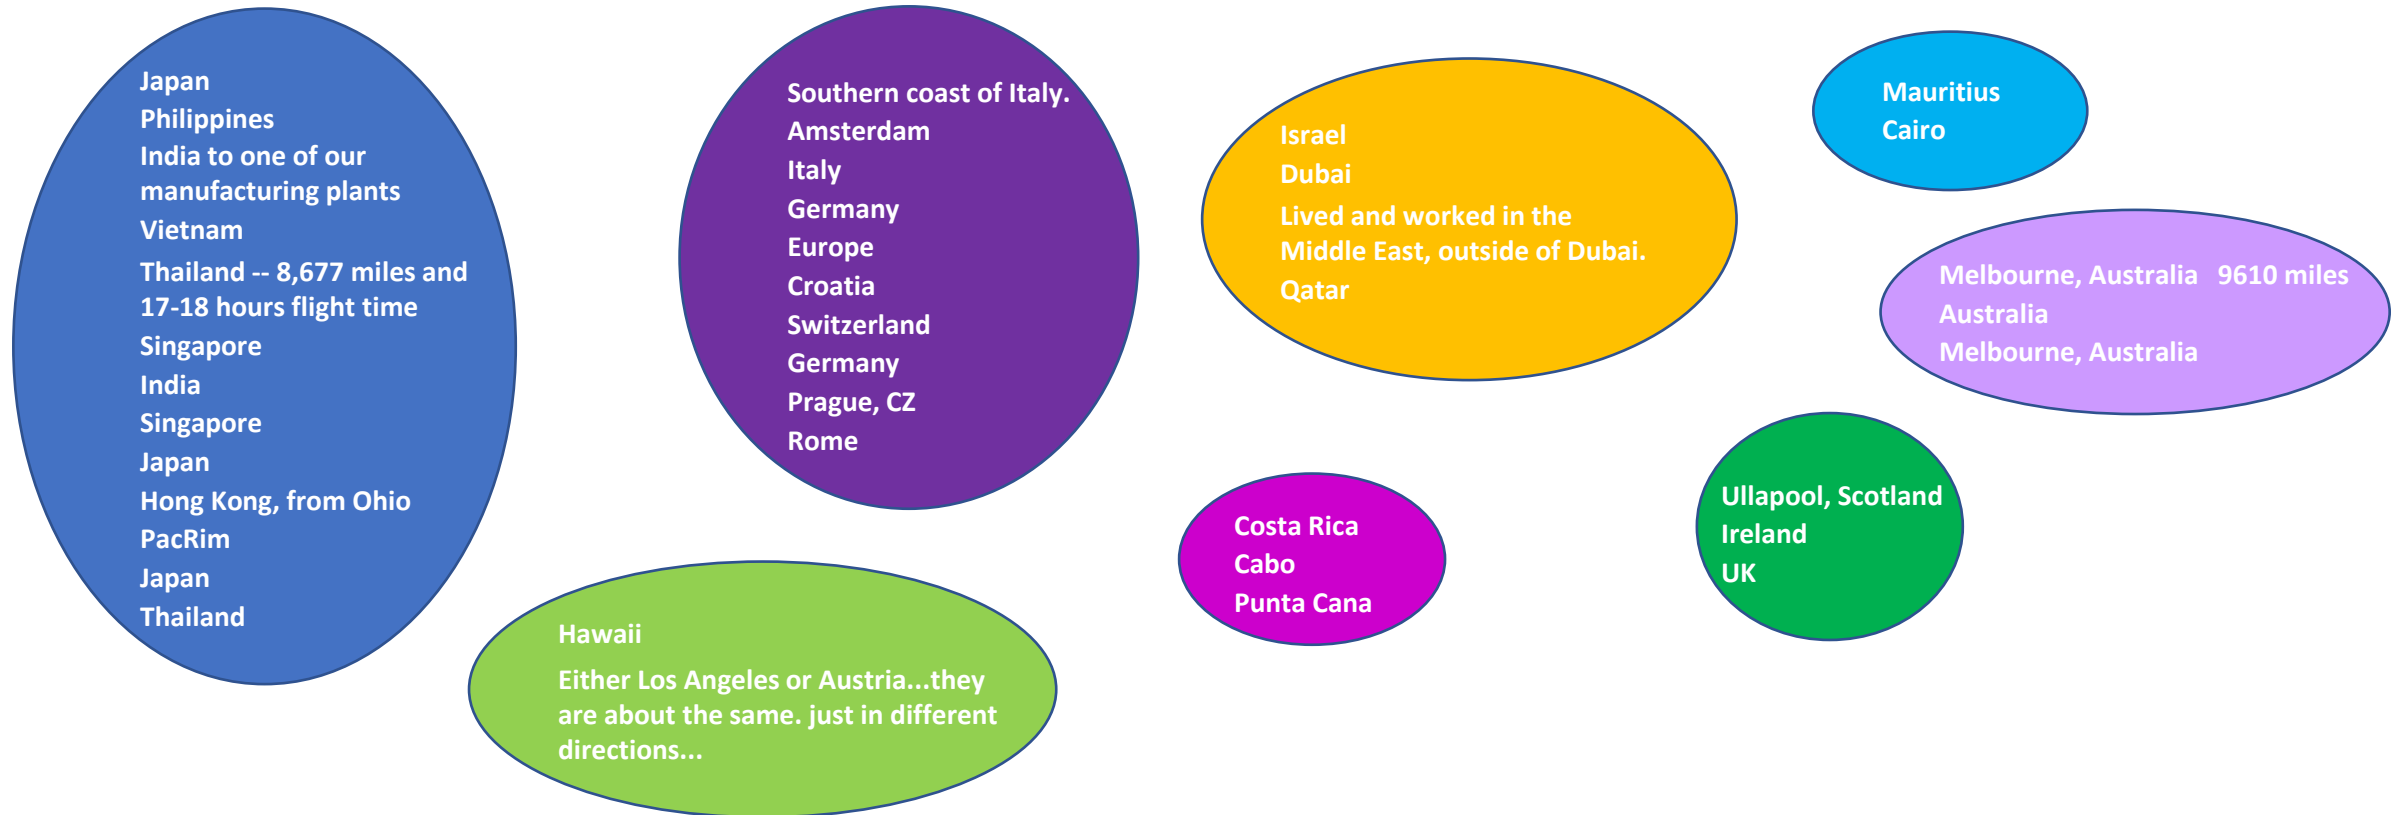 Japan
Philippines
India to one of our
manufacturing plants
Vietnam
Thailand -- 8,677 miles and
17-18 hours flight time
Singapore
India
Singapore
Japan
Hong Kong, from Ohio
PacRim
Japan
Thailand
Southern coast of Italy.
Amsterdam
Italy
Germany
Europe
Croatia
Switzerland
Germany
Prague, CZ
Rome
Israel
Dubai
Lived and worked in the
Middle East, outside of Dubai.
Qatar
Mauritius
Cairo
Melbourne, Australia   9610 miles
Australia
Melbourne, Australia
Ullapool, Scotland
Ireland
UK
Costa Rica
Cabo
Punta Cana
Hawaii
Either Los Angeles or Austria...they
are about the same. just in different
directions...